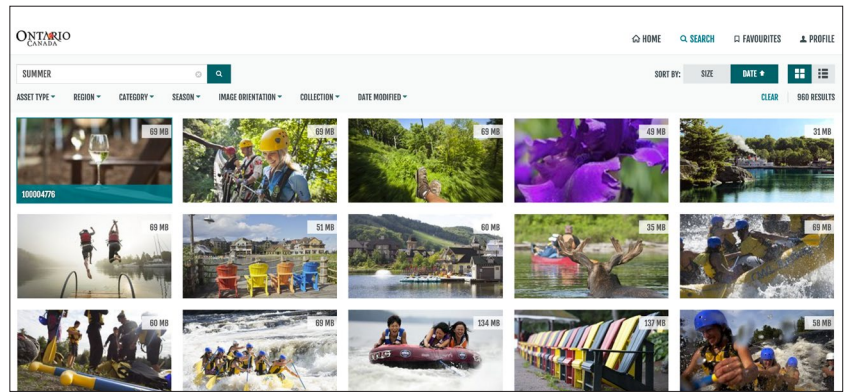 ONTARIO
CANADA
HOME
SEARCH
FAVOURITES
PROFILE
SUMMER
SORT BY:
SIZE
DATE
ASSET TYPE
REGION
CATEGORY
SEASON
IMAGE ORIENTATION
COLLECTION
DATE MODIFIED
CLEAR
960 RESULTS
69 MB
69 MB
69 MB
49 MB
31 MB
100004776
69 MB
51 MB
60 MB
35 MB
69 MB
60 MB
69 MB
134 MB
137 MB
58 MB